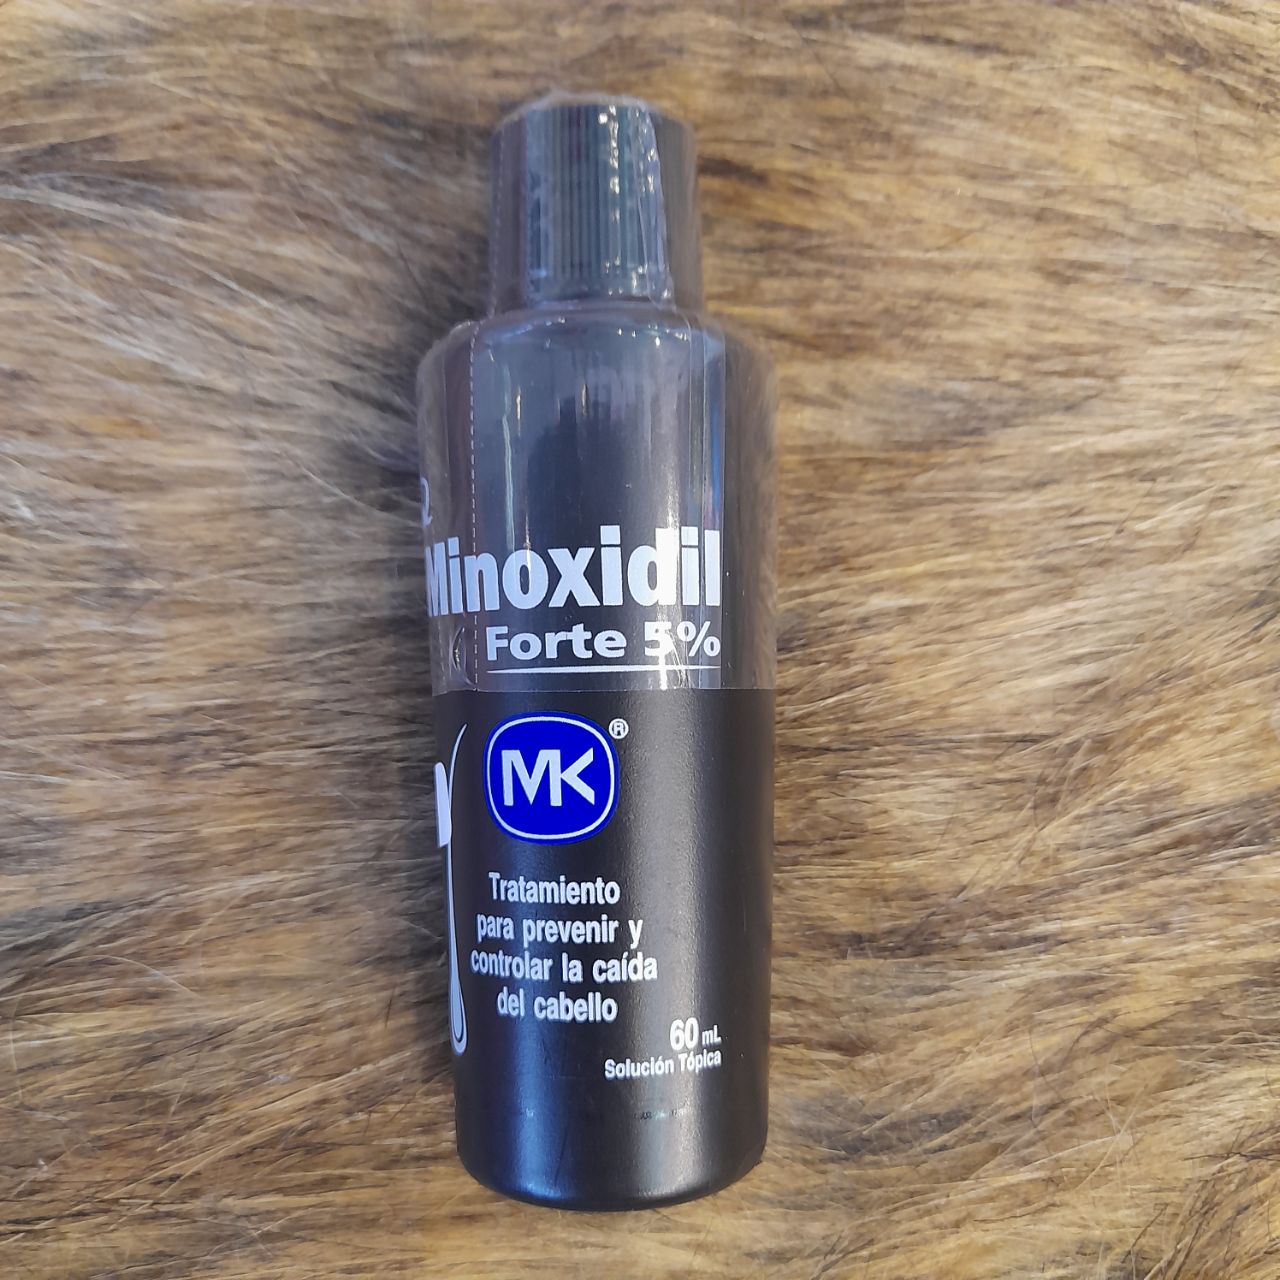 Minoxidil
Forte 5%
MK®
Tratamiento
para prevenir y
controlar la caída
del cabello
60 mL
Solución Tópica